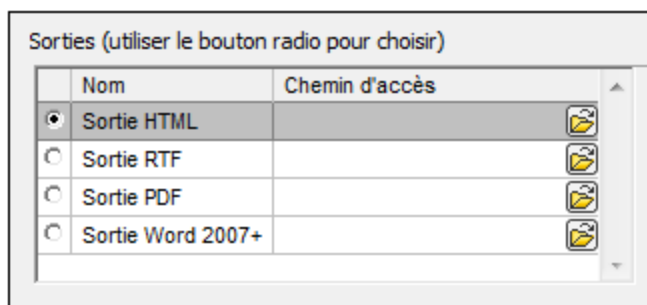 Sorties (utiliser le bouton radio pour choisir)
Nom Chemin d'accès
Sortie HTML
Sortie RTF
Sortie PDF
Sortie Word 2007+